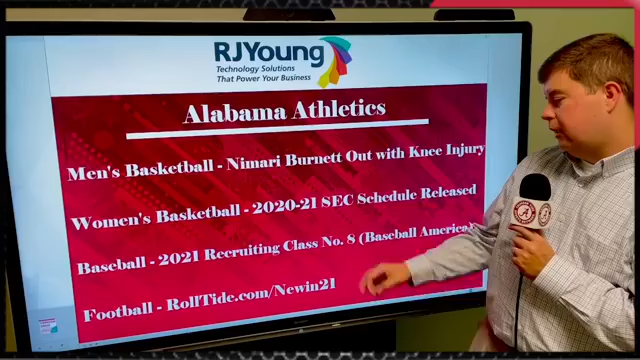 RJYoung
Technology Solutions
That Power Your Business
Alabama Athletics
Men's Basketball - Nimari Burnett Out with Knee Injury
Women's Basketball - 2020-21 SEC Schedule Released
Baseball - 2021 Recruiting Class No. 8 (Baseball America)
Football - RollTide.com/Newin21